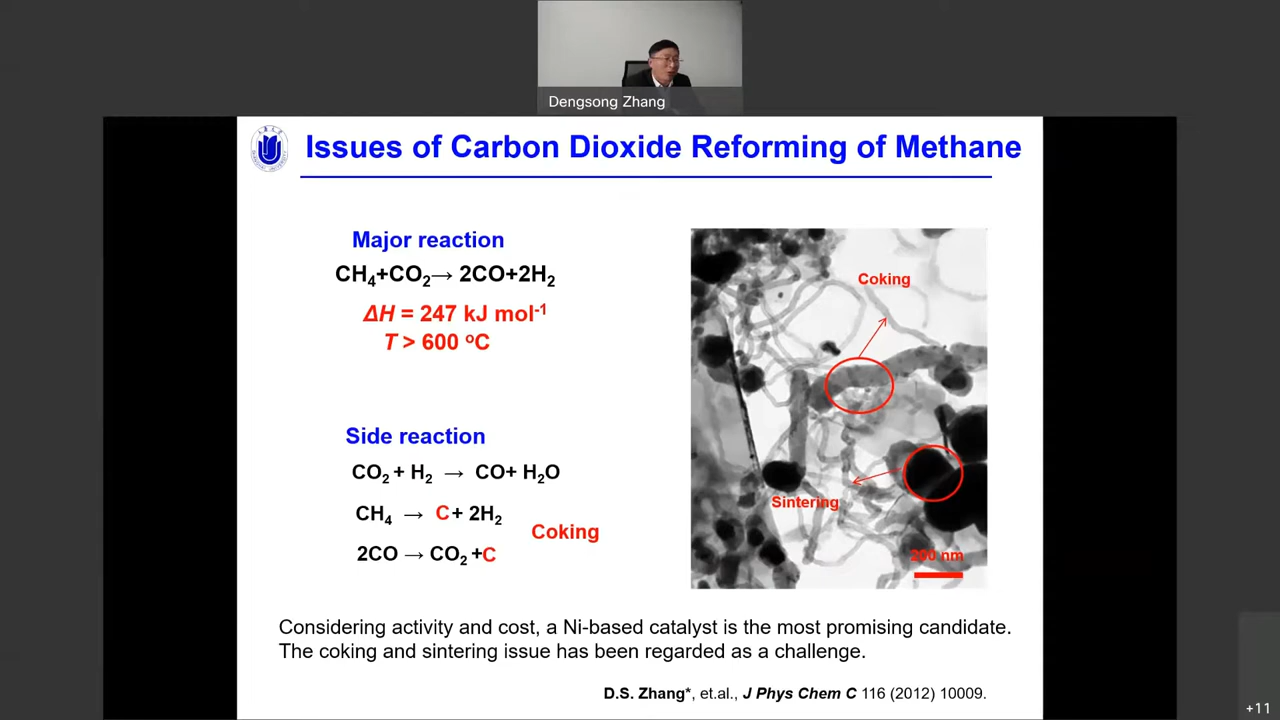 Dengsong Zhang
Issues of Carbon Dioxide Reforming of Methane
Major reaction
CH₄+CO₂→ 2CO+2H₂
ΔH = 247 kJ mol⁻¹
T > 600 ºC
Side reaction
CO₂ + H₂ → CO+ H₂O
CH₄ → C+ 2H₂
Coking
2CO → CO₂ +C
Coking
Sintering
200 nm
Considering activity and cost, a Ni-based catalyst is the most promising candidate.
The coking and sintering issue has been regarded as a challenge.
D.S. Zhang*, et.al., J Phys Chem C 116 (2012) 10009.
+11